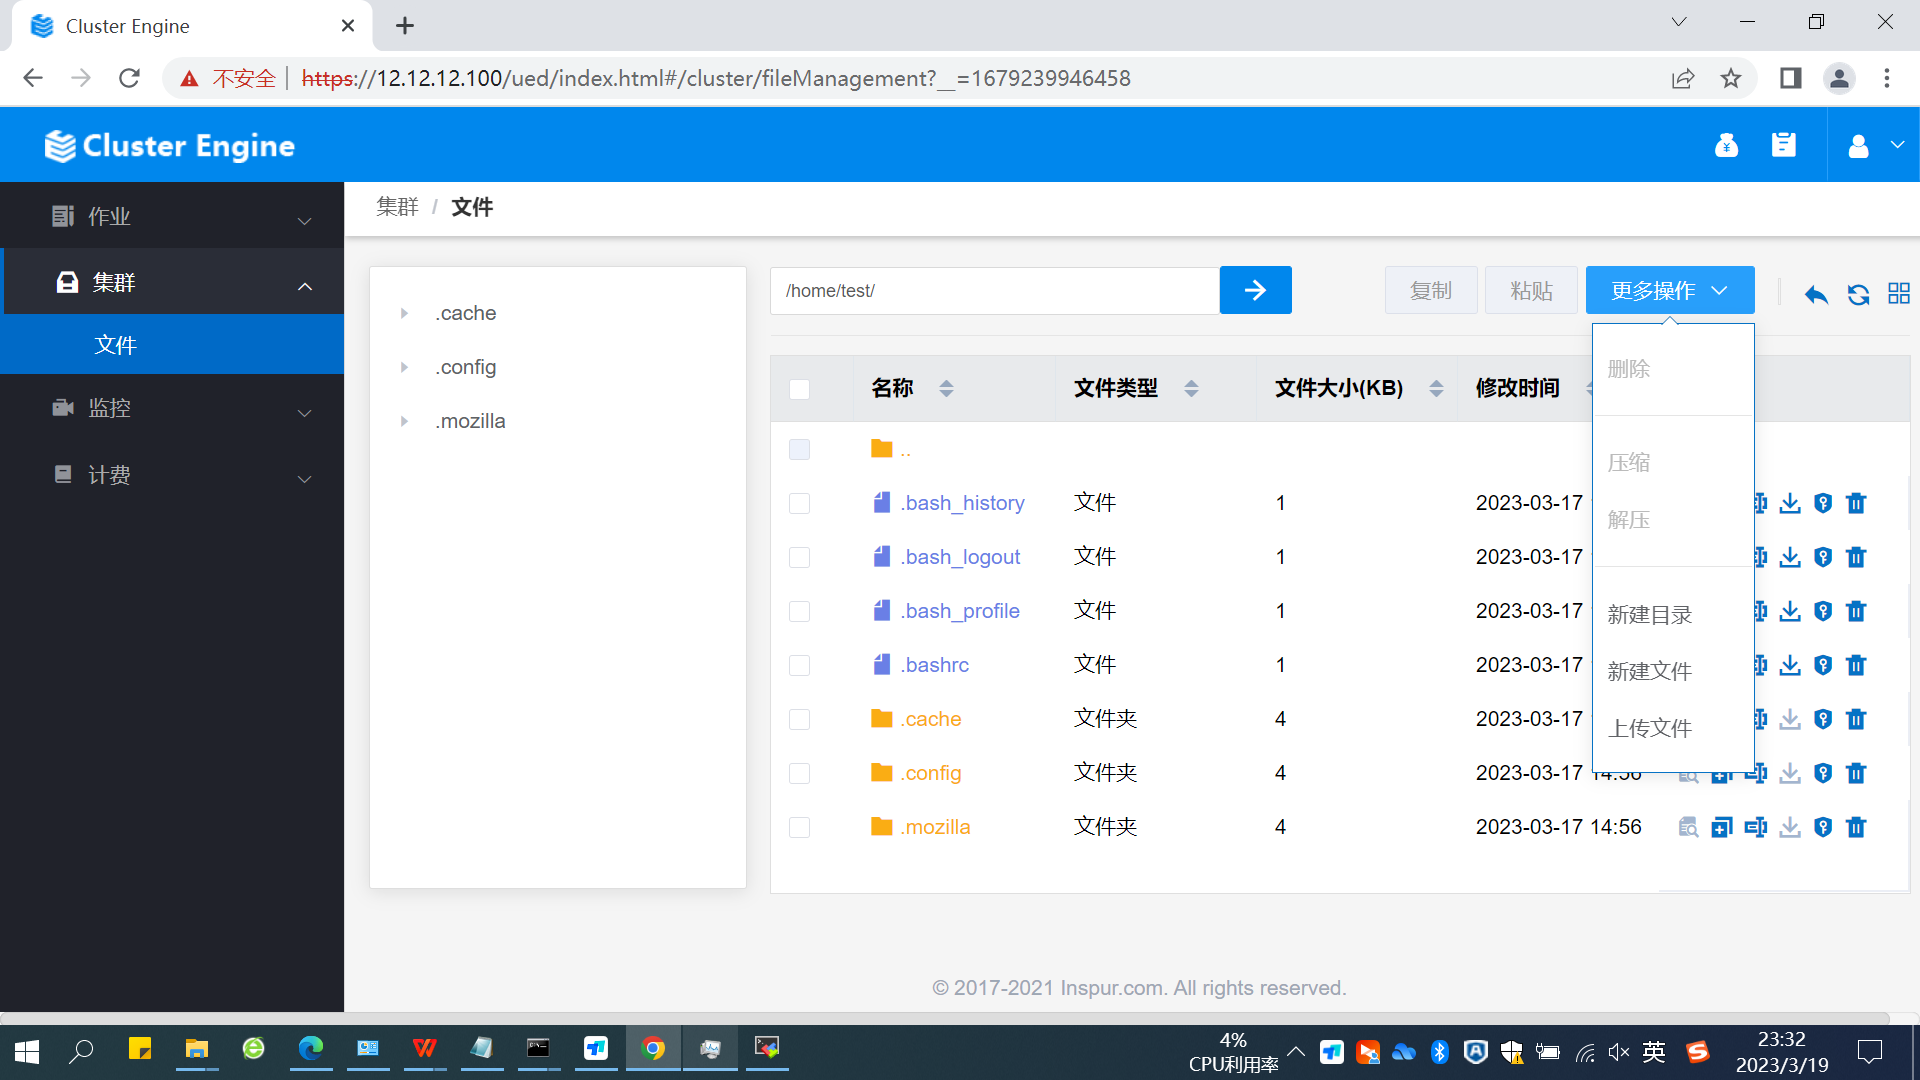 Cluster Engine
不安全 https://12.12.12.100/ued/index.html#/cluster/fileManagement?__=1679239946458
Cluster Engine
作业
集群
文件
监控
计费
集群 / 文件
.cache
.config
.mozilla
/home/test/
复制
粘贴
更多操作
删除
压缩
解压
新建目录
新建文件
上传文件
名称 文件类型 文件大小(KB) 修改时间
..
.bash_history 文件 1 2023-03-17
.bash_logout 文件 1 2023-03-17
.bash_profile 文件 1 2023-03-17
.bashrc 文件 1 2023-03-17
.cache 文件夹 4 2023-03-17
.config 文件夹 4 2023-03-17 14:56
.mozilla 文件夹 4 2023-03-17 14:56
© 2017-2021 Inspur.com. All rights reserved.
4%
CPU利用率
英
23:32
2023/3/19